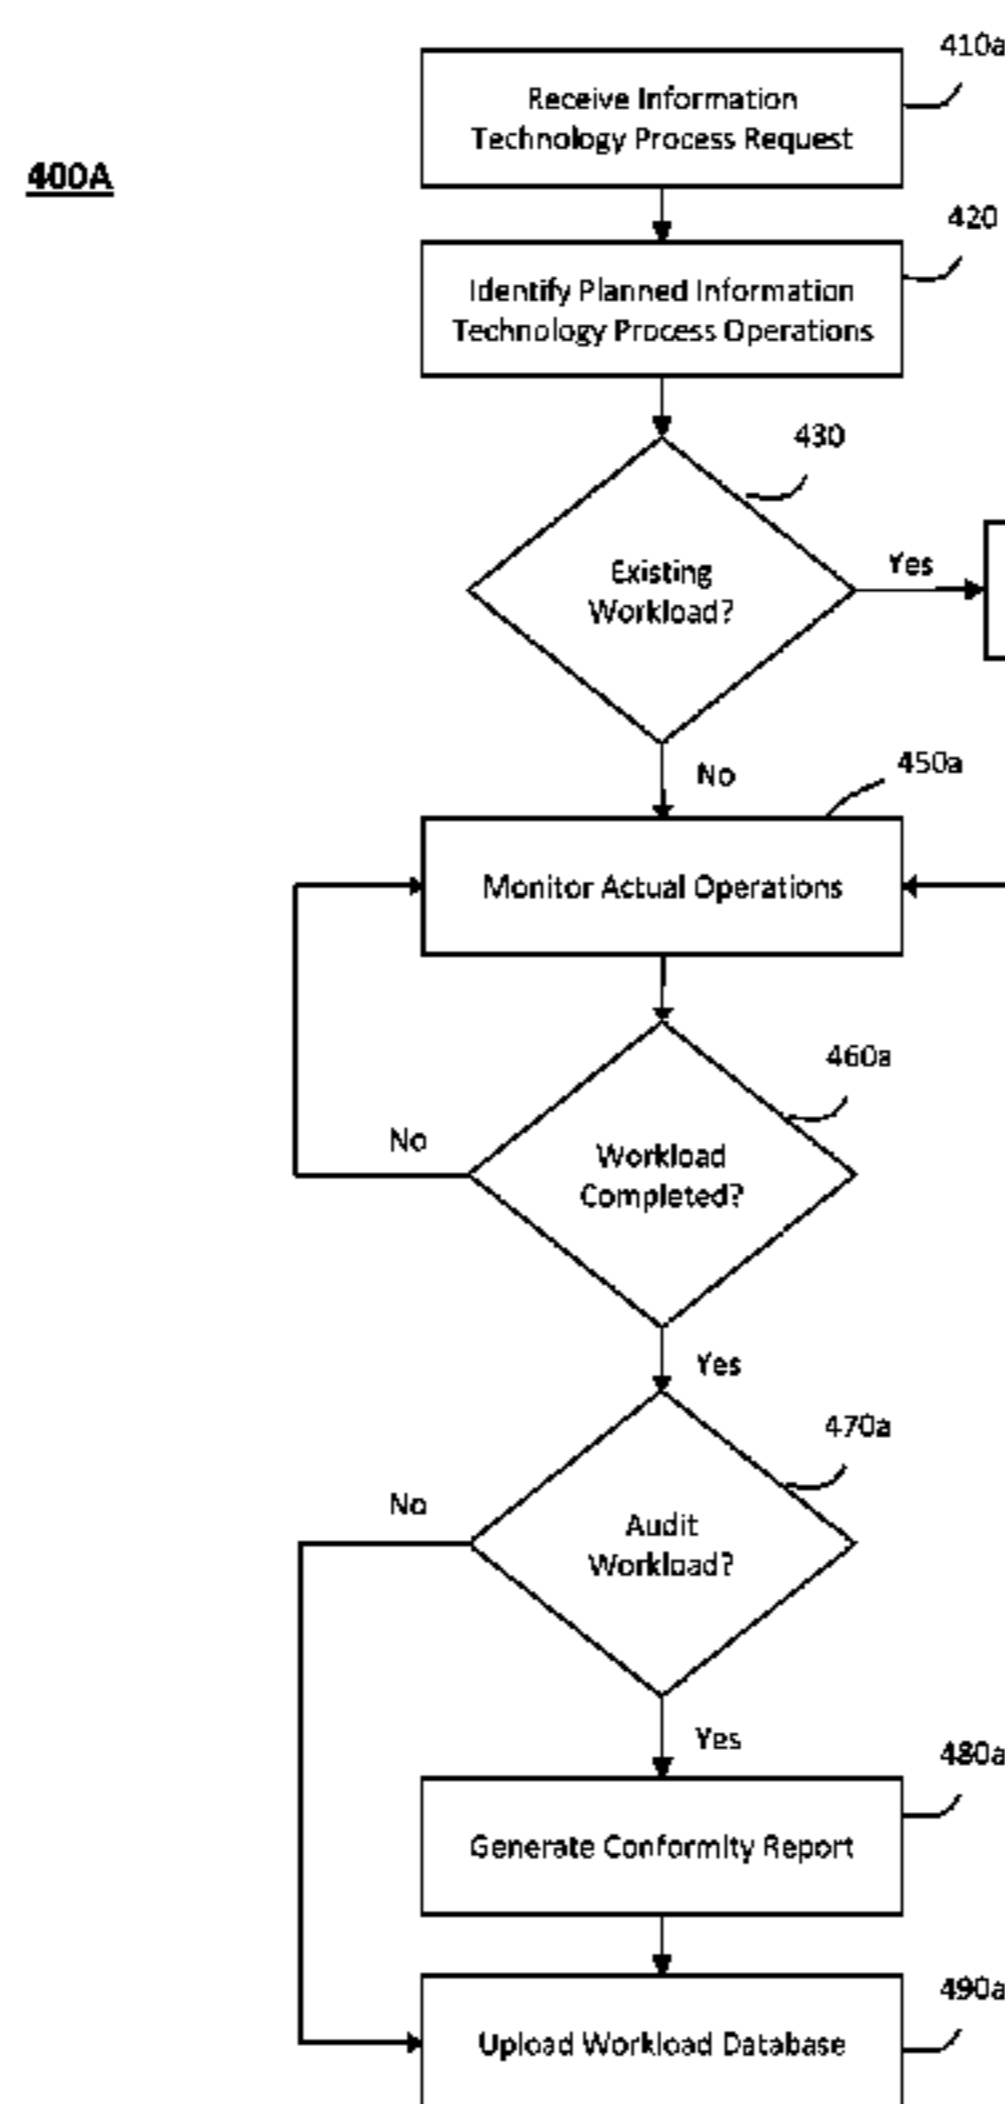 410a
Receive Information
Technology Process Request
400A
420
Identify Planned Information
Technology Process Operations
430
Existing
Workload?
Yes
No
450a
Monitor Actual Operations
460a
Workload
Completed?
No
Yes
470a
No
Audit
Workload?
Yes
480a
Generate Conformity Report
490a
Upload Workload Database